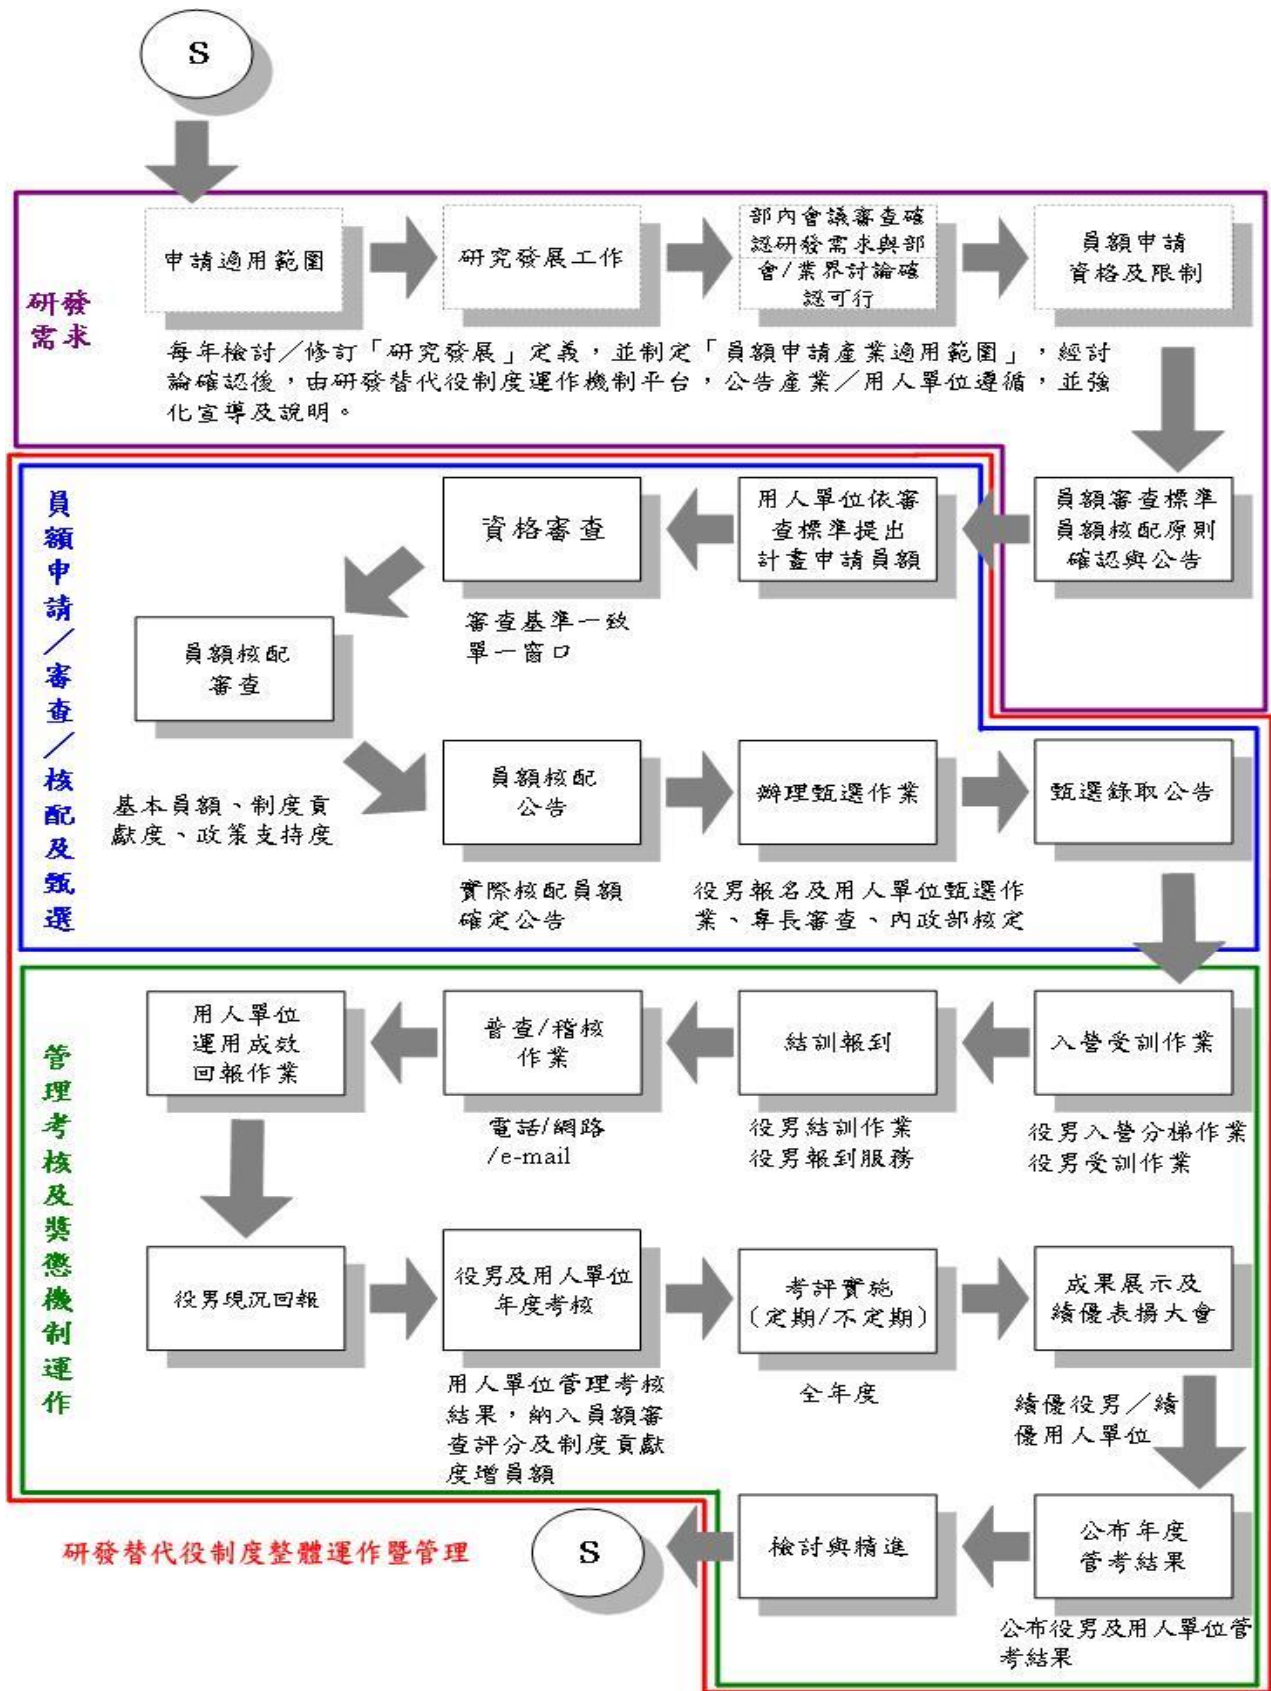 S
研發
需求
申請適用範圍
研究發展工作
部內會議審查確
認研發需求與部
會/業界討論確
認可行
員額申請
資格及限制
每年檢討／修訂「研究發展」定義，並制定「員額申請產業適用範圍」，經討
論確認後，由研發替代役制度運作機制平台，公告產業／用人單位遵循，並強
化宣導及說明。
員額審查標準
員額核配原則
確認與公告
員額申請／審查／核配及甄選
用人單位依審
查標準提出
計畫申請員額
資格審查
審查基準一致
單一窗口
員額核配
審查
基本員額、制度貢
獻度、政策支持度
員額核配
公告
實際核配員額
確定公告
辦理甄選作業
役男報名及用人單位甄選作
業、專長審查、內政部核定
甄選錄取公告
管理考核及獎懲機制運作
入營受訓作業
役男入營分梯作業
役男受訓作業
結訓報到
役男結訓作業
役男報到服務
普查/稽核
作業
電話/網路
/e-mail
用人單位
運用成效
回報作業
役男現況回報
役男及用人單位
年度考核
用人單位管理考核
結果，納入員額審
查評分及制度貢獻
度增員額
考評實施
(定期/不定期)
全年度
成果展示及
績優表揚大會
績優役男／績
優用人單位
公布年度
管考結果
公布役男及用人單位管
考結果
檢討與精進
S
研發替代役制度整體運作暨管理